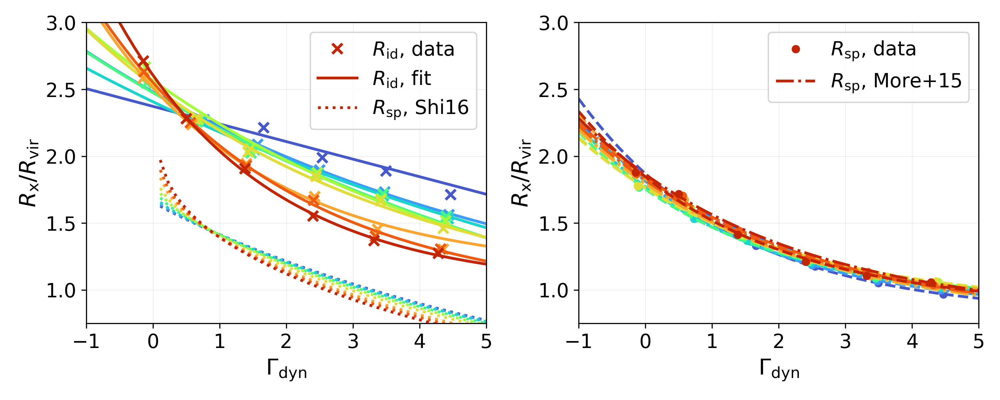 3.0
2.5
2.0
1.5
1.0
R_x/R_vir
R_id, data
R_id, fit
R_sp, Shi16
−1 0 1 2 3 4 5
Γ_dyn
3.0
2.5
2.0
1.5
1.0
R_x/R_vir
R_sp, data
R_sp, More+15
−1 0 1 2 3 4 5
Γ_dyn